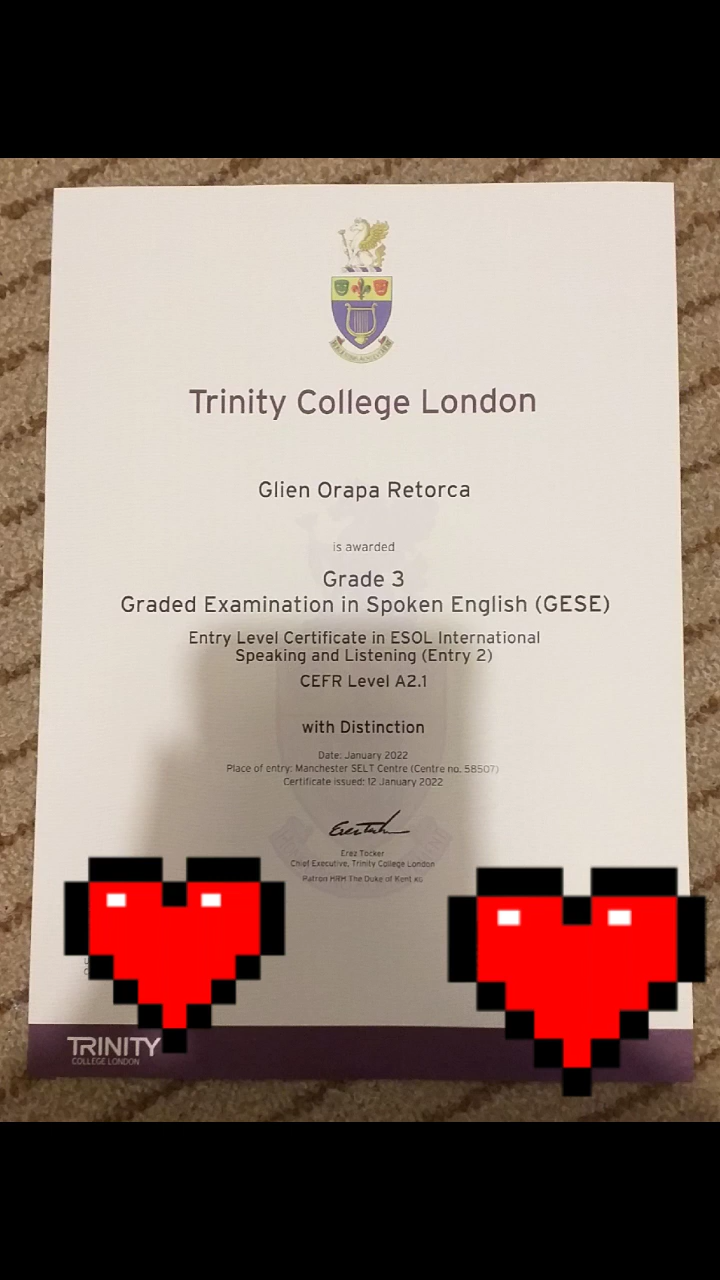 Trinity College London
Glien Orapa Retorca
is awarded
Grade 3
Graded Examination in Spoken English (GESE)
Entry Level Certificate in ESOL International
Speaking and Listening (Entry 2)
CEFR Level A2.1
with Distinction
Date: January 2022
Place of entry: Manchester SELT Centre (Centre no. 58507)
Certificate issued: 12 January 2022
Erez Tocker
Chief Executive, Trinity College London
Patron HRH The Duke of Kent KG
TRINITY
COLLEGE LONDON